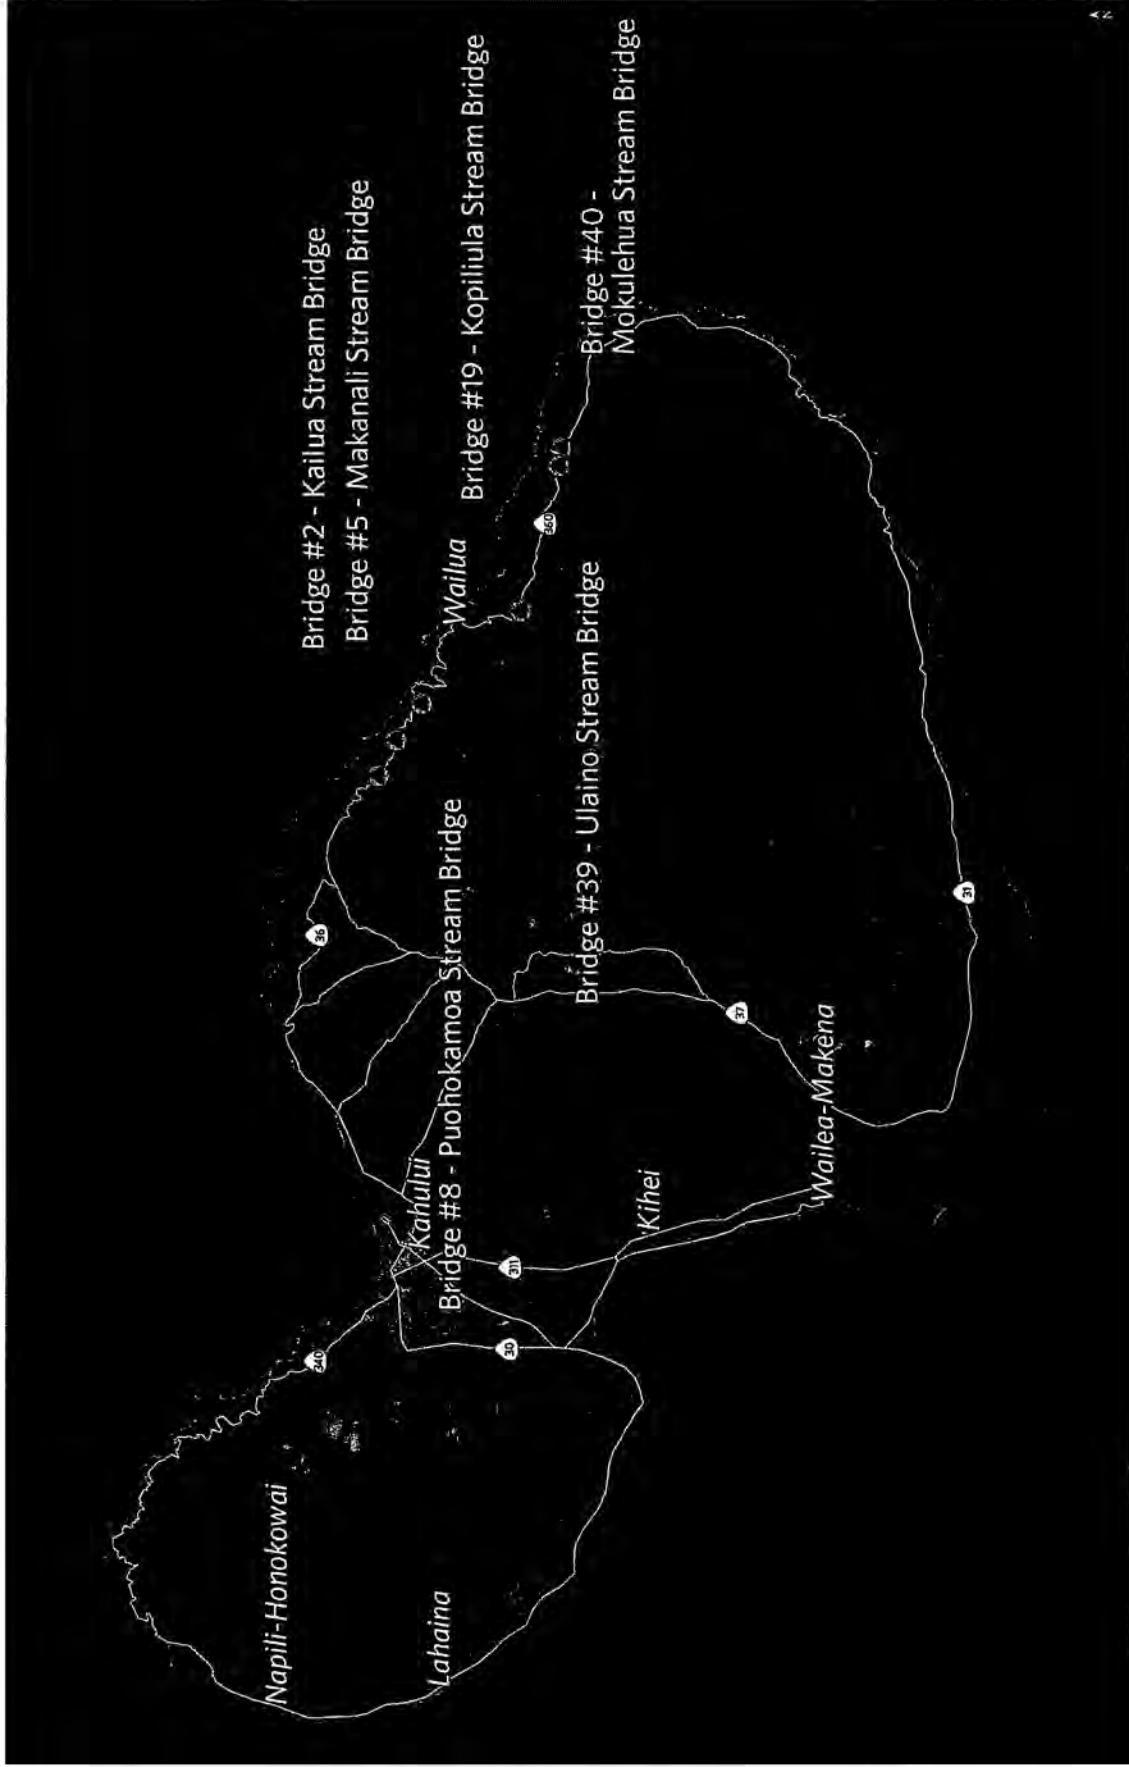 Bridge #2 - Kailua Stream Bridge
Bridge #5 - Makanali Stream Bridge
Wailua
Bridge #19 - Kopiliula Stream Bridge
Bridge #40 -
Mokulehua Stream Bridge
360
Bridge #39 - Ulaino Stream Bridge
36
Bridge #8 - Puohokamoa Stream Bridge
Kahului
340
Napili-Honokowai
Lahaina
30
311
Kihei
Wailea-Makena
37
31
N